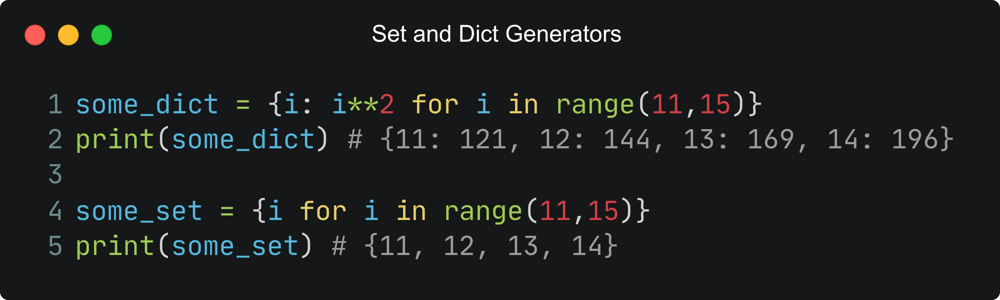 Set and Dict Generators
1 some_dict = {i: i**2 for i in range(11,15)}
2 print(some_dict) # {11: 121, 12: 144, 13: 169, 14: 196}
3
4 some_set = {i for i in range(11,15)}
5 print(some_set) # {11, 12, 13, 14}